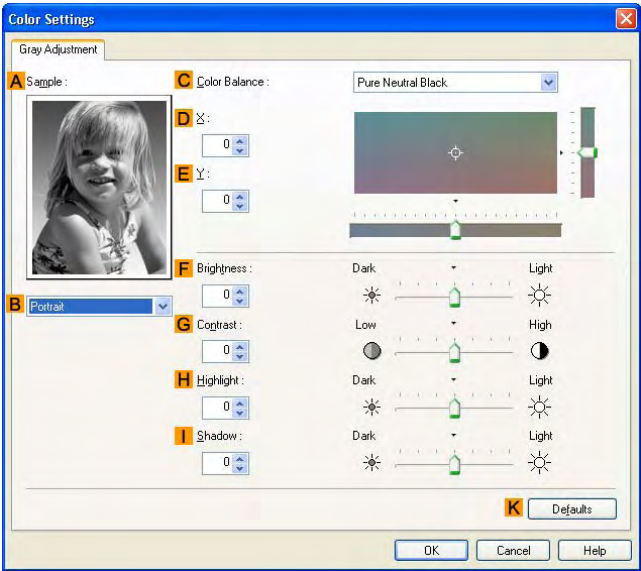 Color Settings
Gray Adjustment
A Sample :
C Color Balance : Pure Neutral Black
D X :
0
E Y :
0
F Brightness : Dark Light
0
B Portrait
G Contrast : Low High
0
H Highlight : Dark Light
0
I Shadow : Dark Light
0
K Defaults
OK Cancel Help